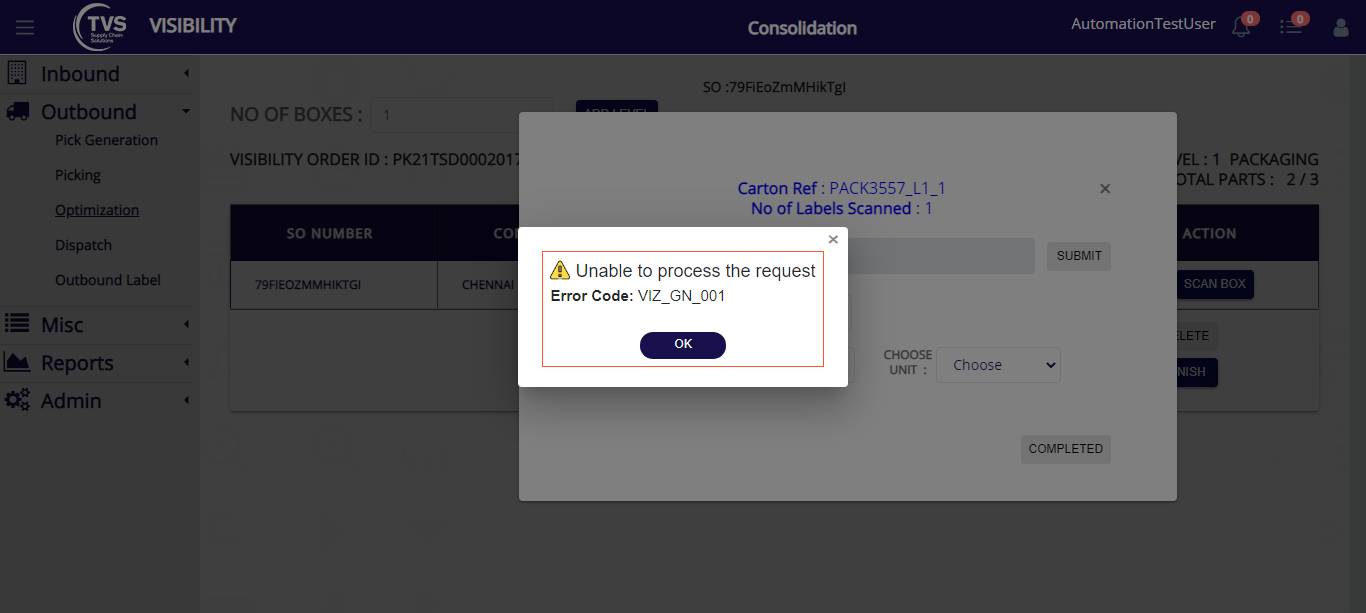 TVS
Supply Chain
Solutions
VISIBILITY
Consolidation
AutomationTestUser
0
0
Inbound
Outbound
Pick Generation
Picking
Optimization
Dispatch
Outbound Label
Misc
Reports
Admin
SO :79FiEoZmMHikTgI
NO OF BOXES :
1
ADD LEVEL
VISIBILITY ORDER ID : PK21TSD0002017
VEL : 1 PACKAGING
OTAL PARTS : 2 / 3
SO NUMBER
CO
ACTION
79FIEOZMMHIKTGI
CHENNAI
SCAN BOX
LETE
NISH
Carton Ref : PACK3557_L1_1
×
No of Labels Scanned : 1
SUBMIT
CHOOSE
UNIT :
Choose
COMPLETED
×
Unable to process the request
Error Code: VIZ_GN_001
OK